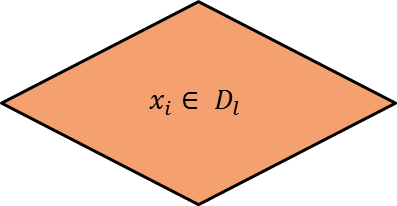 xᵢ ∈ Dₗ